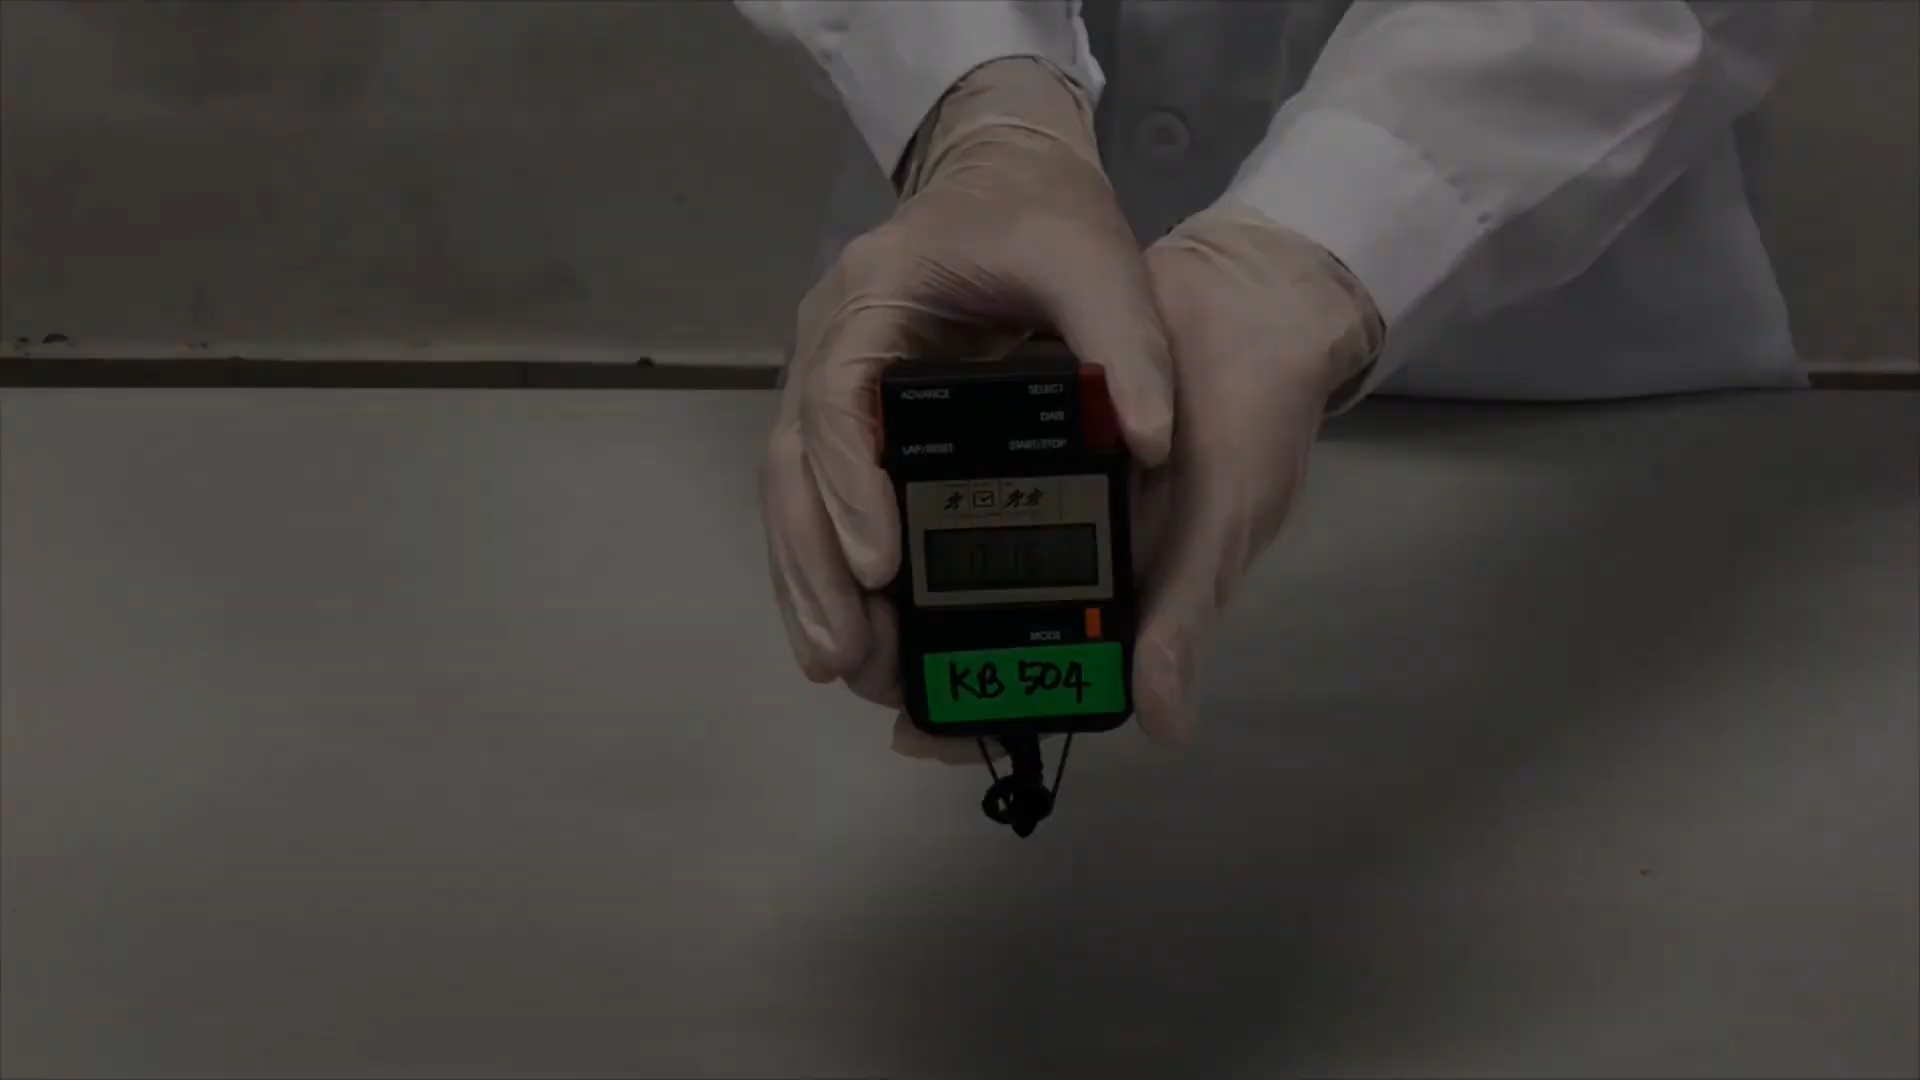 ADVANCE SELECT
DATE
LAP/RESET START/STOP
MODE
KB 504